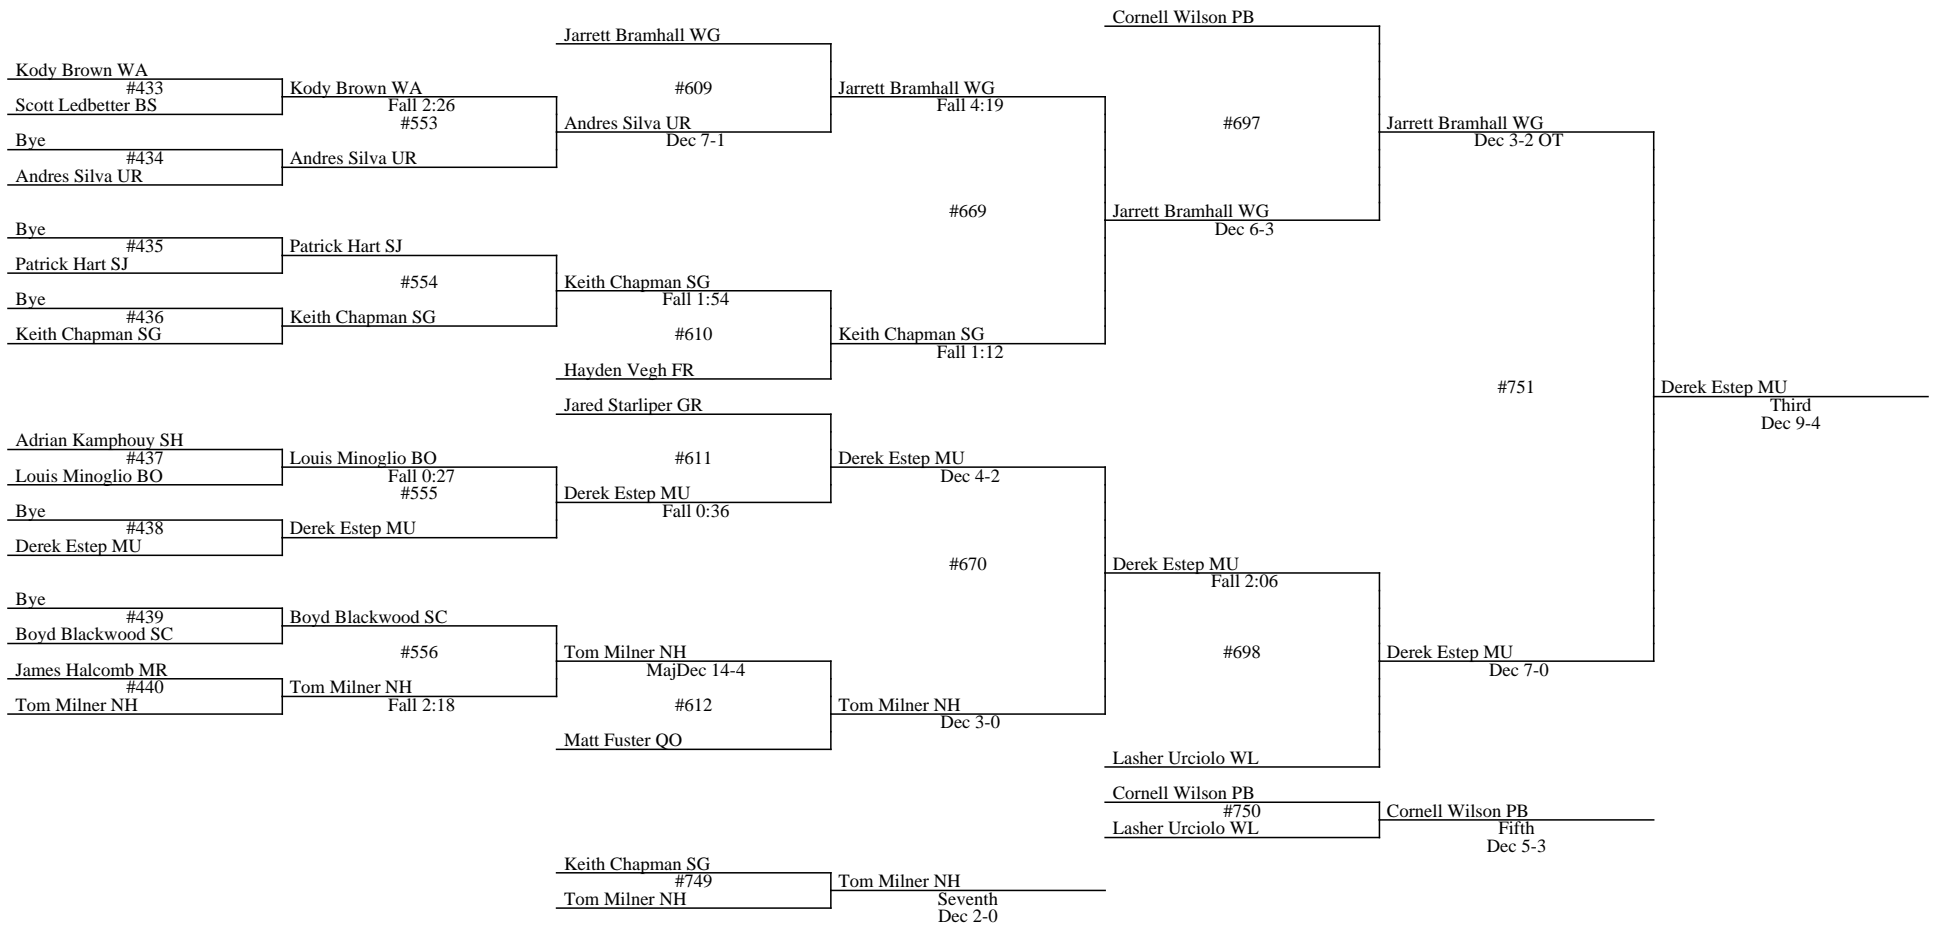 Cornell Wilson PB
Jarrett Bramhall WG
Kody Brown WA
#433
Scott Ledbetter BS
Kody Brown WA
Fall 2:26
#553
#609
Jarrett Bramhall WG
Fall 4:19
Andres Silva UR
Dec 7-1
#697
Jarrett Bramhall WG
Dec 3-2 OT
Bye
#434
Andres Silva UR
Andres Silva UR
#669
Jarrett Bramhall WG
Dec 6-3
Bye
#435
Patrick Hart SJ
Patrick Hart SJ
#554
Keith Chapman SG
Fall 1:54
Bye
#436
Keith Chapman SG
Keith Chapman SG
#610
Keith Chapman SG
Fall 1:12
Hayden Vegh FR
#751
Derek Estep MU
Third
Dec 9-4
Jared Starliper GR
Adrian Kamphouy SH
#437
Louis Minoglio BO
Louis Minoglio BO
Fall 0:27
#555
#611
Derek Estep MU
Dec 4-2
Derek Estep MU
Fall 0:36
Bye
#438
Derek Estep MU
Derek Estep MU
#670
Derek Estep MU
Fall 2:06
Bye
#439
Boyd Blackwood SC
Boyd Blackwood SC
#556
Tom Milner NH
MajDec 14-4
#698
Derek Estep MU
Dec 7-0
James Halcomb MR
#440
Tom Milner NH
Tom Milner NH
Fall 2:18
#612
Tom Milner NH
Dec 3-0
Matt Fuster QO
Lasher Urciolo WL
Cornell Wilson PB
#750
Lasher Urciolo WL
Cornell Wilson PB
Fifth
Dec 5-3
Keith Chapman SG
#749
Tom Milner NH
Tom Milner NH
Seventh
Dec 2-0